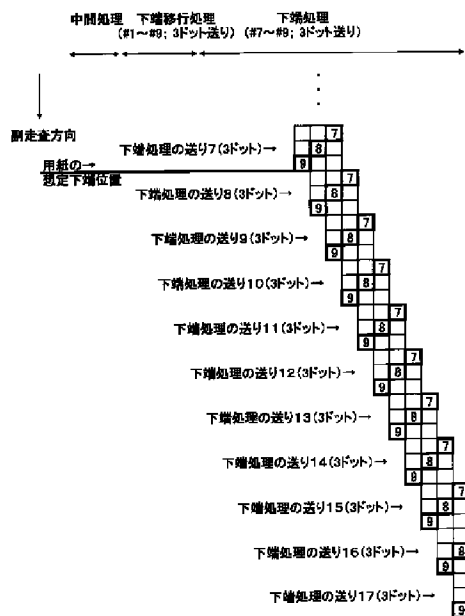 中間処理 下端移行処理 下端処理
(#1～#9; 3ドット送り) (#7～#9; 3ドット送り)
副走査方向
7
下端処理の送り7(3ドット)→ 8
用紙の→ 9
想定下端位置 7
下端処理の送り8(3ドット)→ 8
9
7
下端処理の送り9(3ドット)→ 8
9
7
下端処理の送り10(3ドット)→ 8
9
7
下端処理の送り11(3ドット)→ 8
9
7
下端処理の送り12(3ドット)→ 8
9
7
下端処理の送り13(3ドット)→ 8
9
7
下端処理の送り14(3ドット)→ 8
9
7
下端処理の送り15(3ドット)→ 8
9
下端処理の送り16(3ドット)→ 8
9
下端処理の送り17(3ドット)→
9